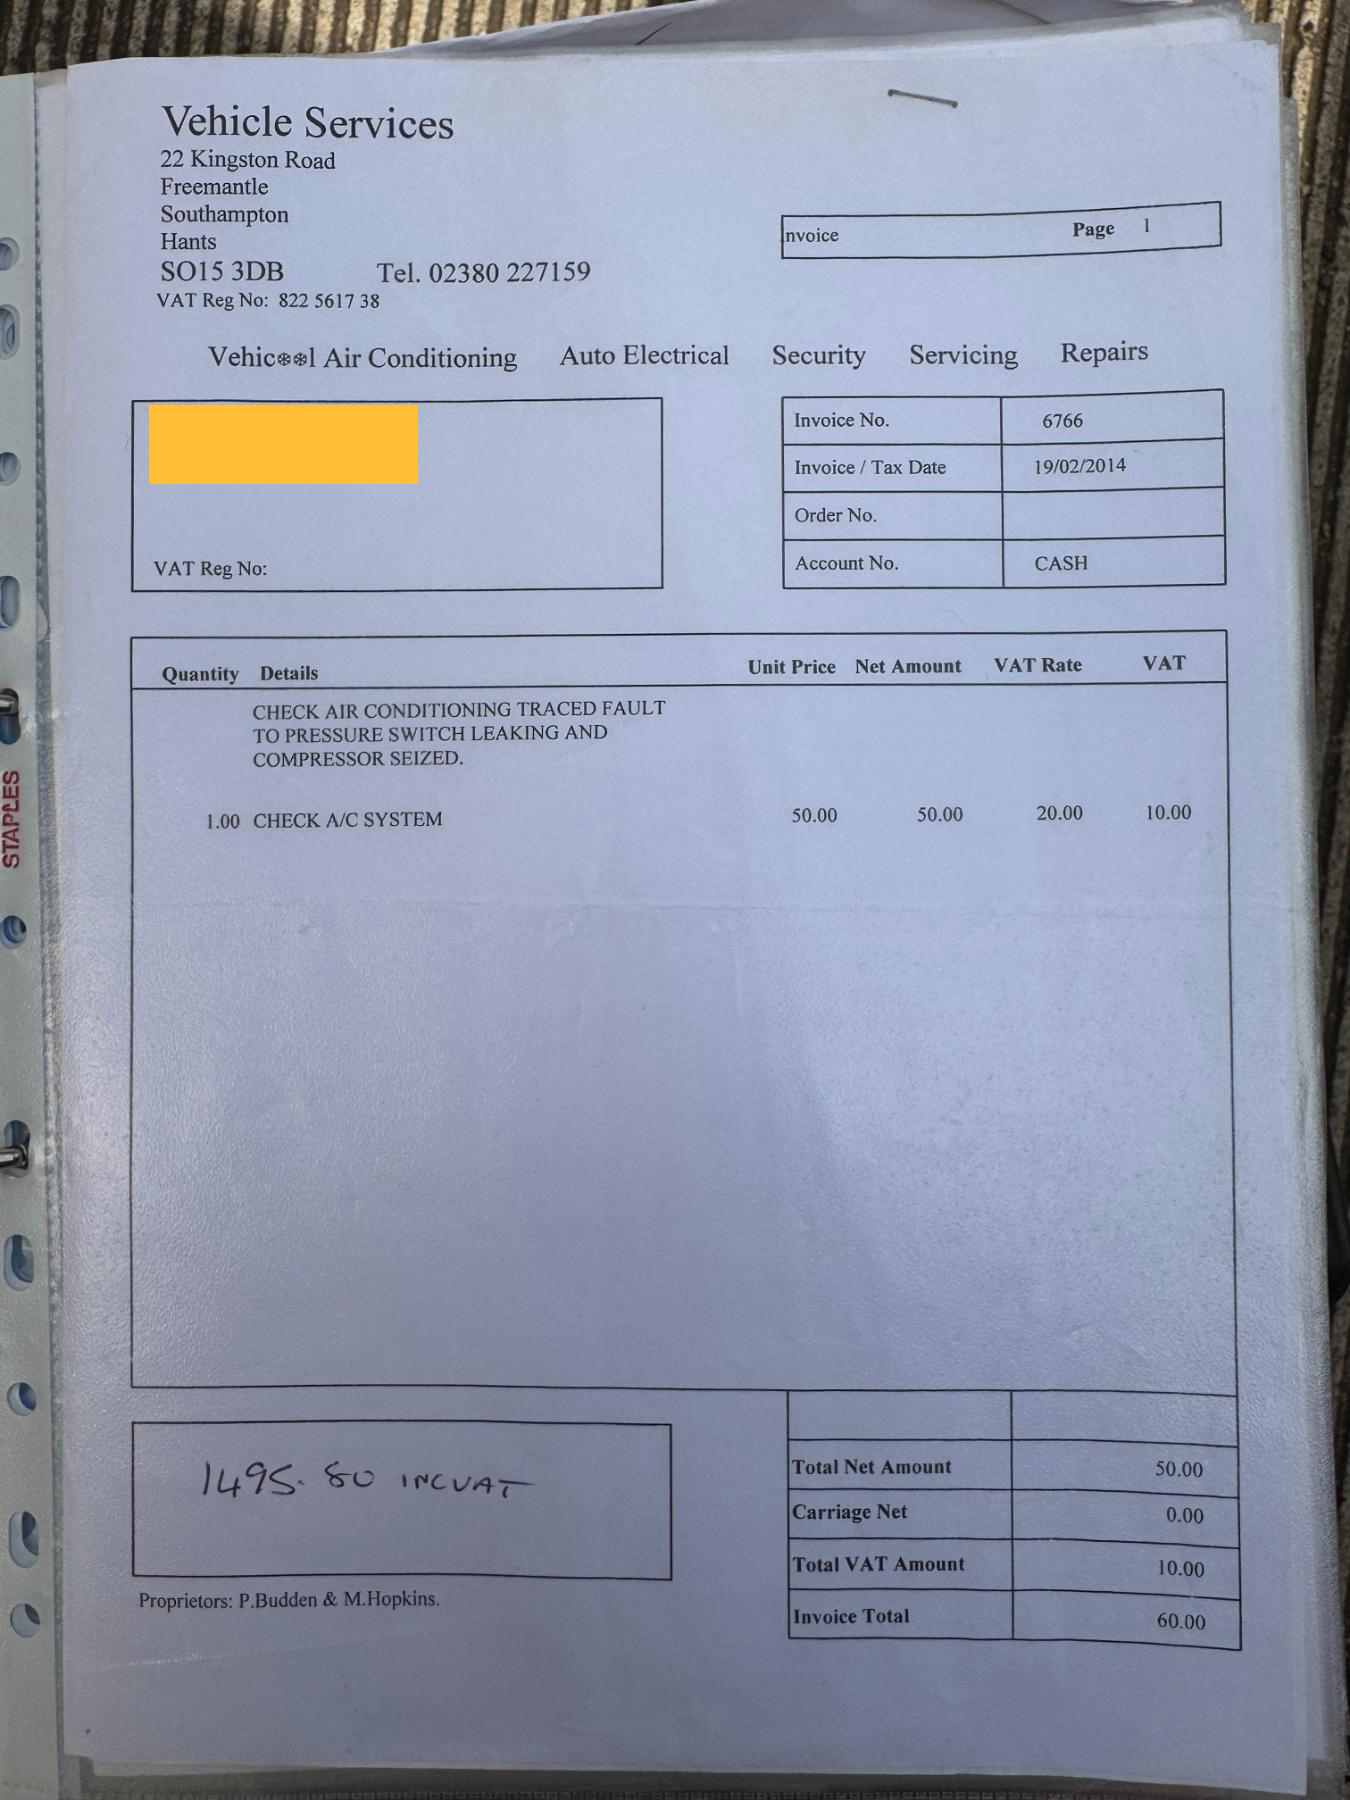 Vehicle Services
22 Kingston Road
Freemantle
Southampton
Hants
SO15 3DB Tel. 02380 227159
VAT Reg No: 822 5617 38
nvoice Page 1
Vehic❄❄l Air Conditioning Auto Electrical Security Servicing Repairs
VAT Reg No:
Invoice No. 6766
Invoice / Tax Date 19/02/2014
Order No.
Account No. CASH
Quantity Details Unit Price Net Amount VAT Rate VAT
CHECK AIR CONDITIONING TRACED FAULT
TO PRESSURE SWITCH LEAKING AND
COMPRESSOR SEIZED.
1.00 CHECK A/C SYSTEM 50.00 50.00 20.00 10.00
1495.80 INCVAT
Proprietors: P.Budden & M.Hopkins.
Total Net Amount 50.00
Carriage Net 0.00
Total VAT Amount 10.00
Invoice Total 60.00
STAPLES